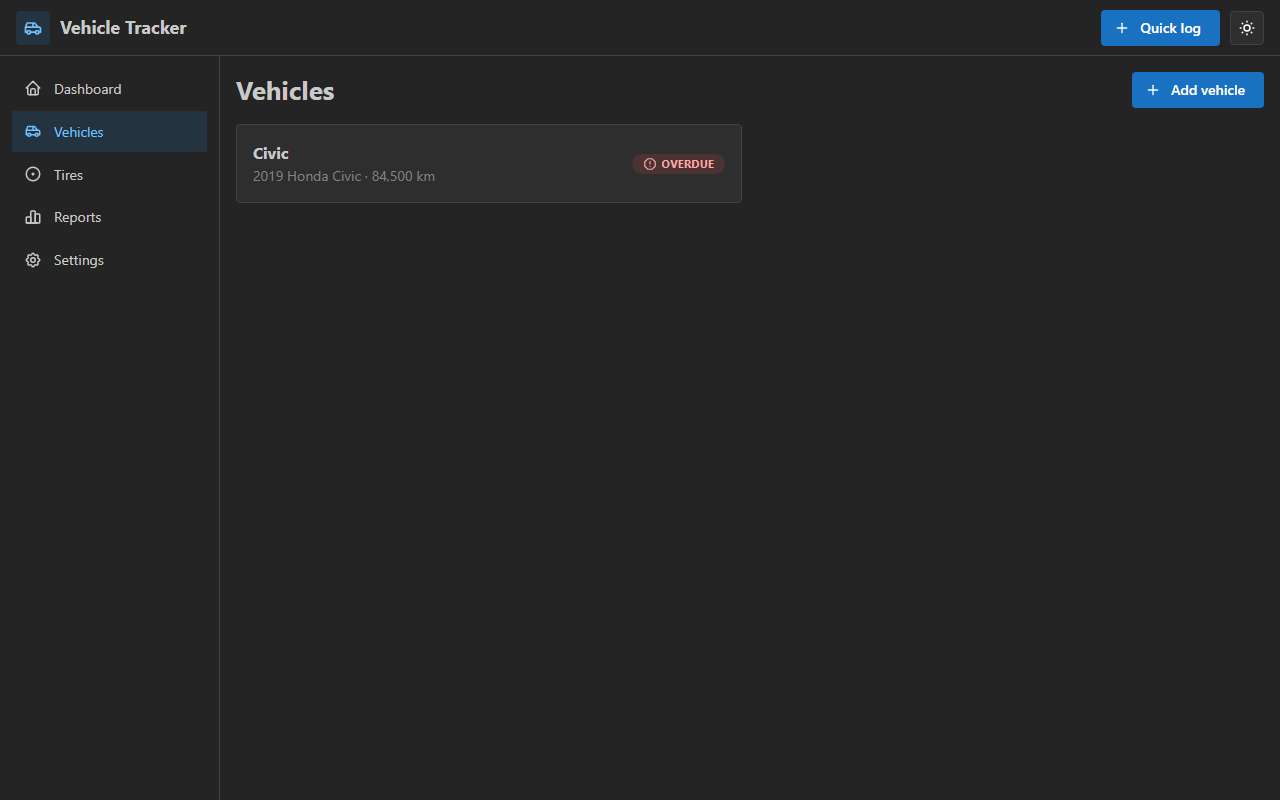 Vehicle Tracker
Quick log
Dashboard
Vehicles
Tires
Reports
Settings
Vehicles
Add vehicle
Civic
2019 Honda Civic · 84,500 km
OVERDUE